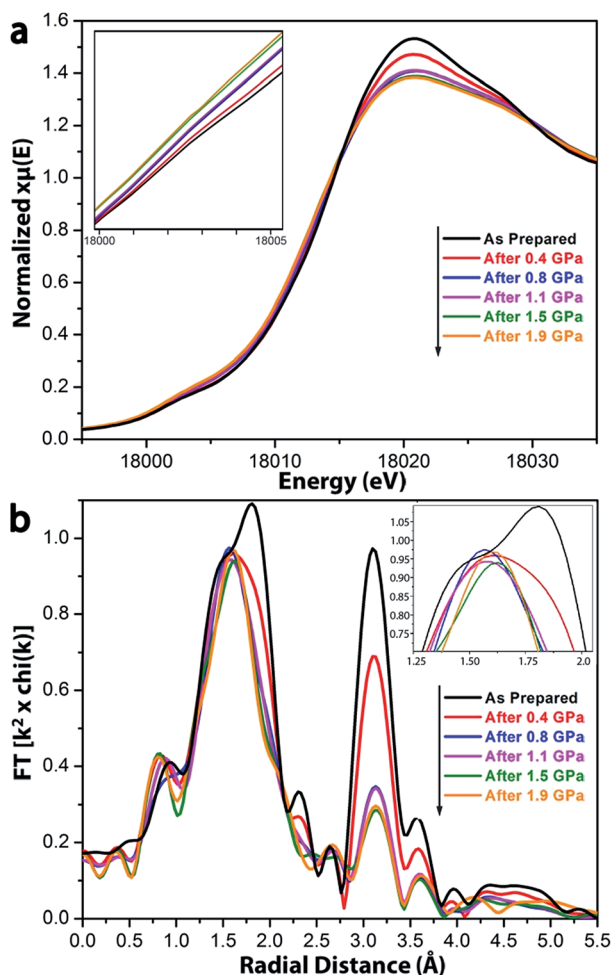 a
1.6
1.4
1.2
1.0
0.8
0.6
0.4
0.2
0.0
Normalized xμ(E)
18000 18005
As Prepared
After 0.4 GPa
After 0.8 GPa
After 1.1 GPa
After 1.5 GPa
After 1.9 GPa
18000 18010 18020 18030
Energy (eV)
b
1.0
0.8
0.6
0.4
0.2
0.0
FT [k² x chi(k)]
1.05
1.00
0.95
0.90
0.85
0.80
0.75
1.25 1.50 1.75 2.0
As Prepared
After 0.4 GPa
After 0.8 GPa
After 1.1 GPa
After 1.5 GPa
After 1.9 GPa
0.0 0.5 1.0 1.5 2.0 2.5 3.0 3.5 4.0 4.5 5.0 5.5
Radial Distance (Å)